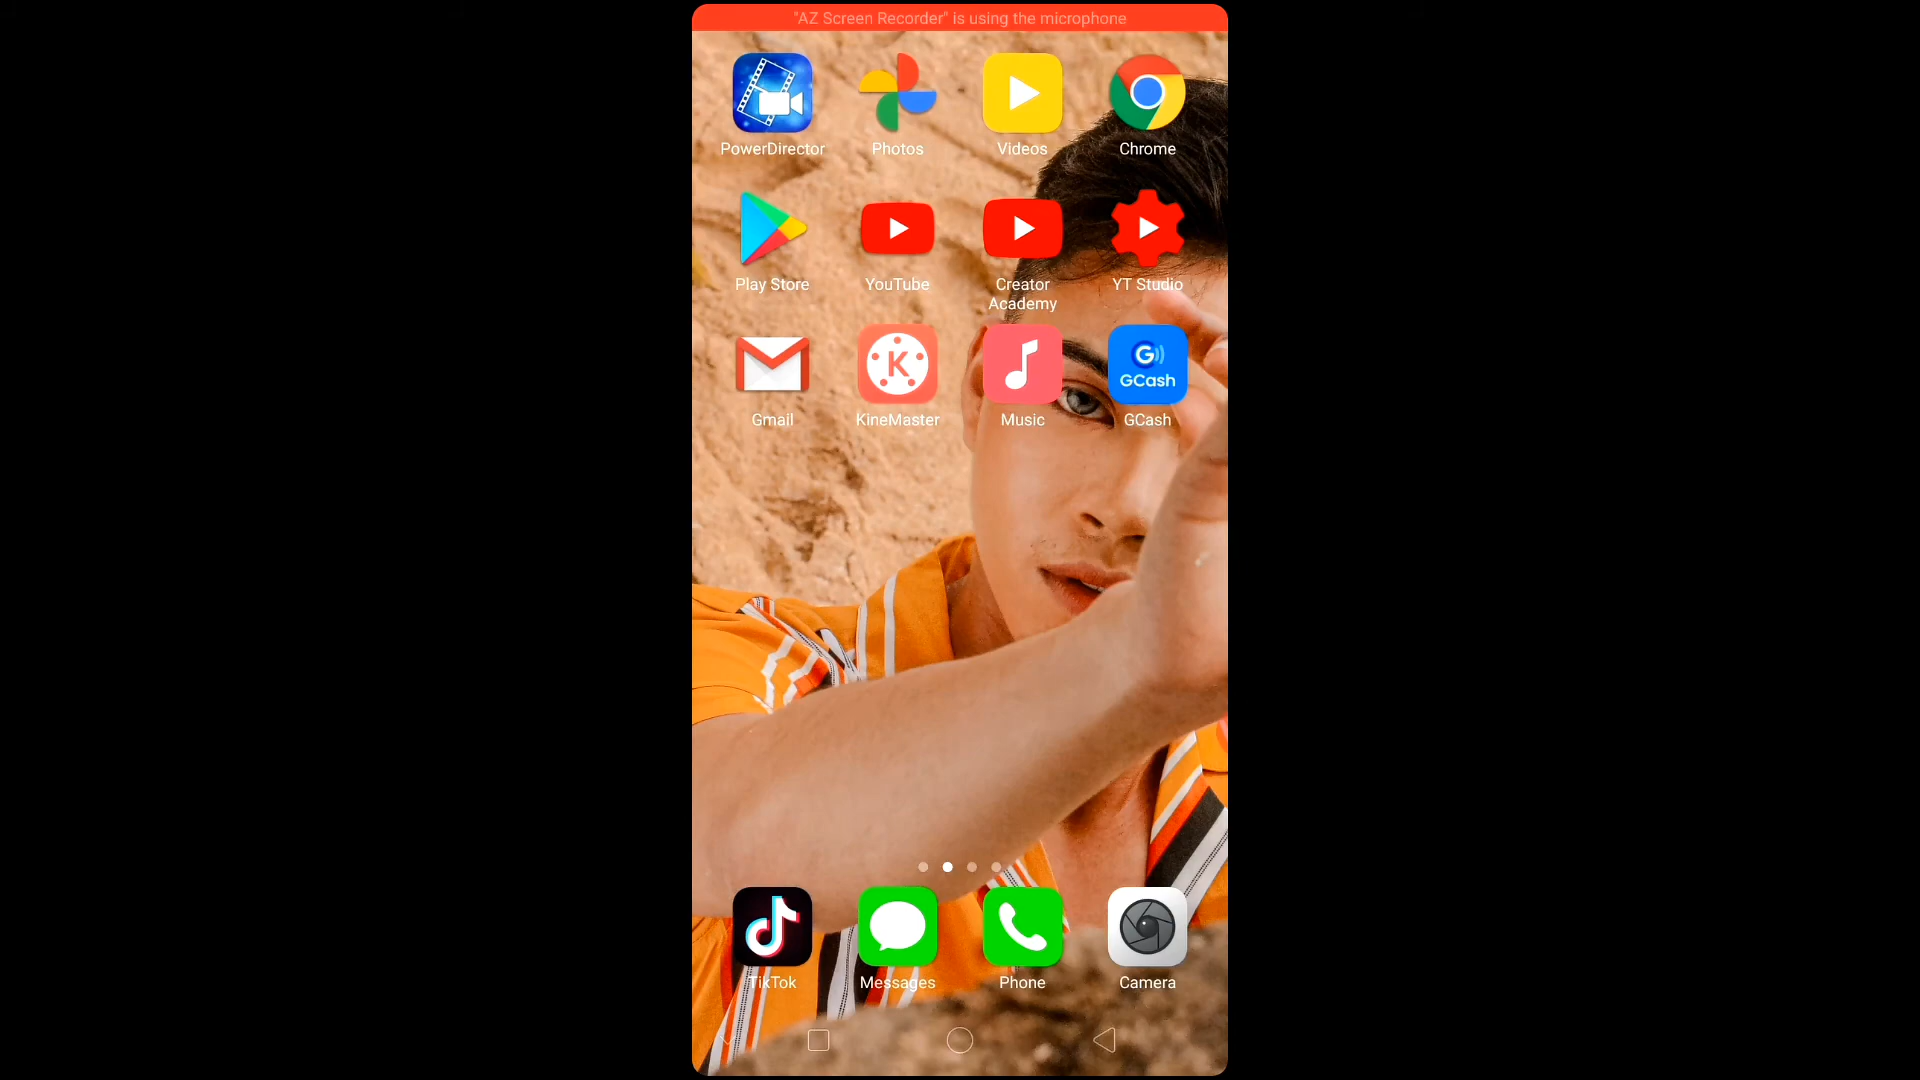 "AZ Screen Recorder" is using the microphone
PowerDirector
Photos
Videos
Chrome
Play Store
YouTube
Creator
Academy
YT Studio
K
G
GCash
Gmail
KineMaster
Music
GCash
TikTok
Messages
Phone
Camera